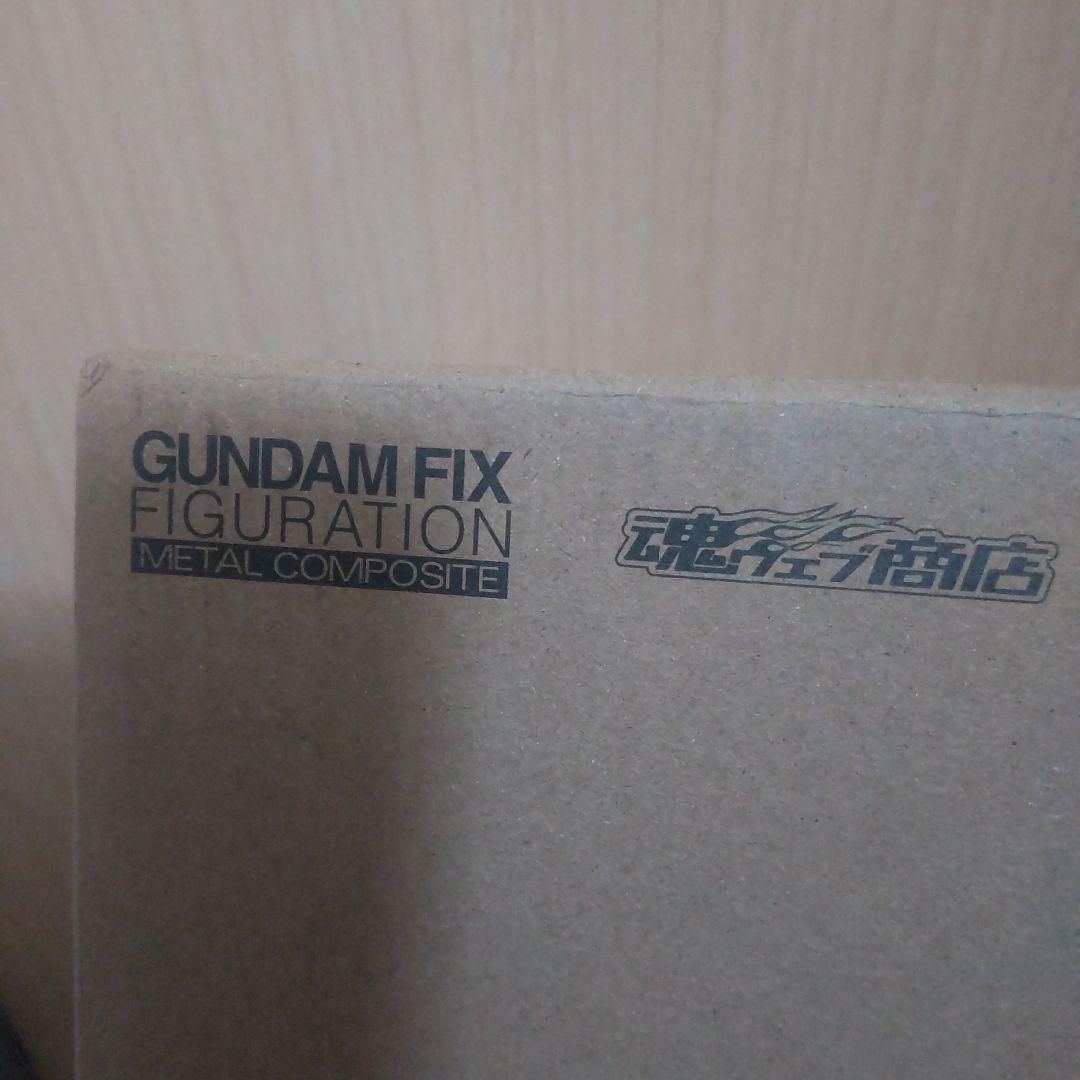 GUNDAM FIX
FIGURATION
METAL COMPOSITE
魂ウェブ商店